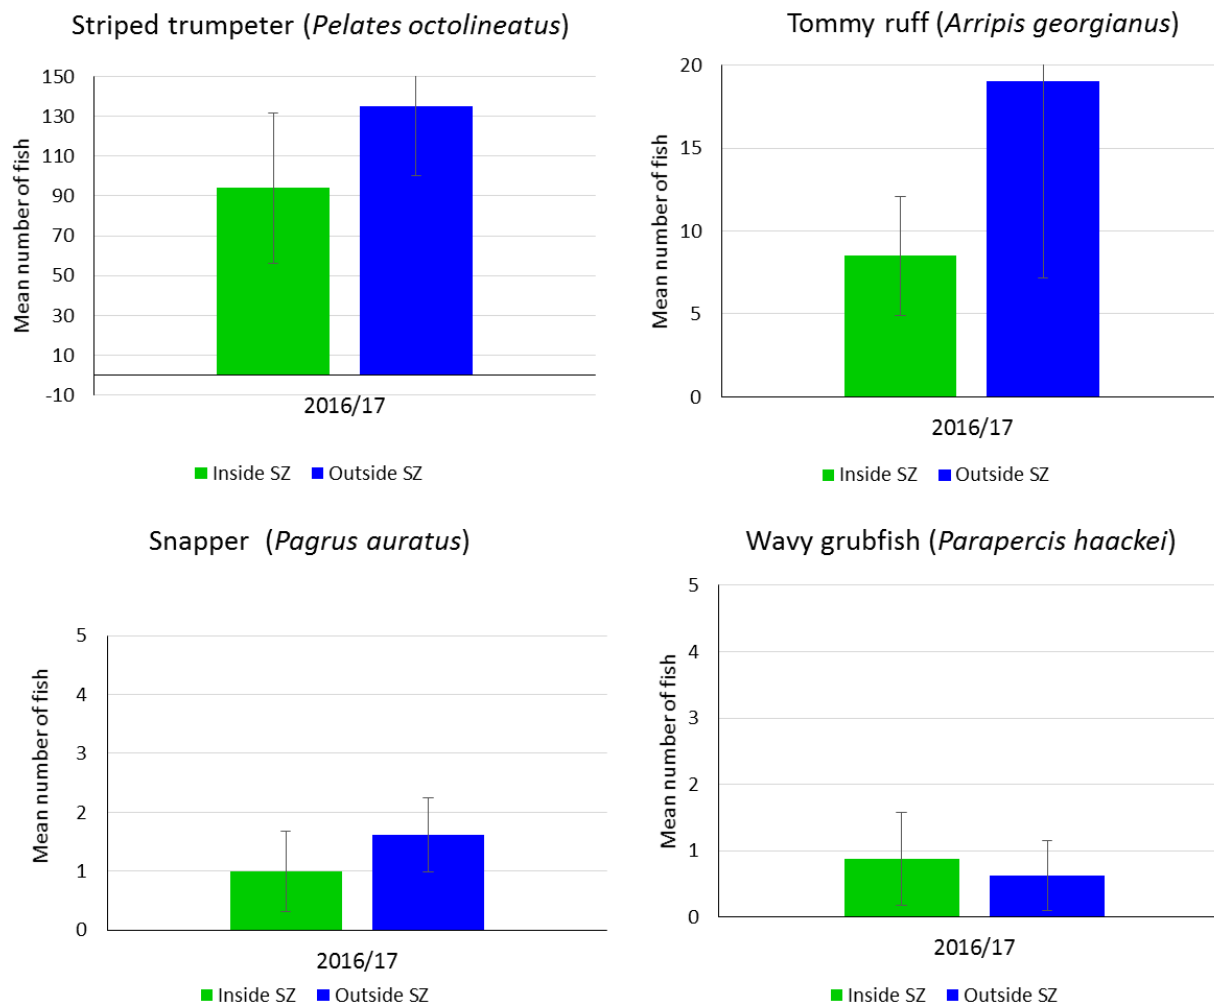 Striped trumpeter (Pelates octolineatus)
150
130
110
90
70
50
30
10
-10
Mean number of fish
2016/17
Inside SZ Outside SZ
Tommy ruff (Arripis georgianus)
20
15
10
5
0
Mean number of fish
2016/17
Inside SZ Outside SZ
Snapper (Pagrus auratus)
5
4
3
2
1
0
Mean number of fish
2016/17
Inside SZ Outside SZ
Wavy grubfish (Parapercis haackei)
5
4
3
2
1
0
Mean number of fish
2016/17
Inside SZ Outside SZ